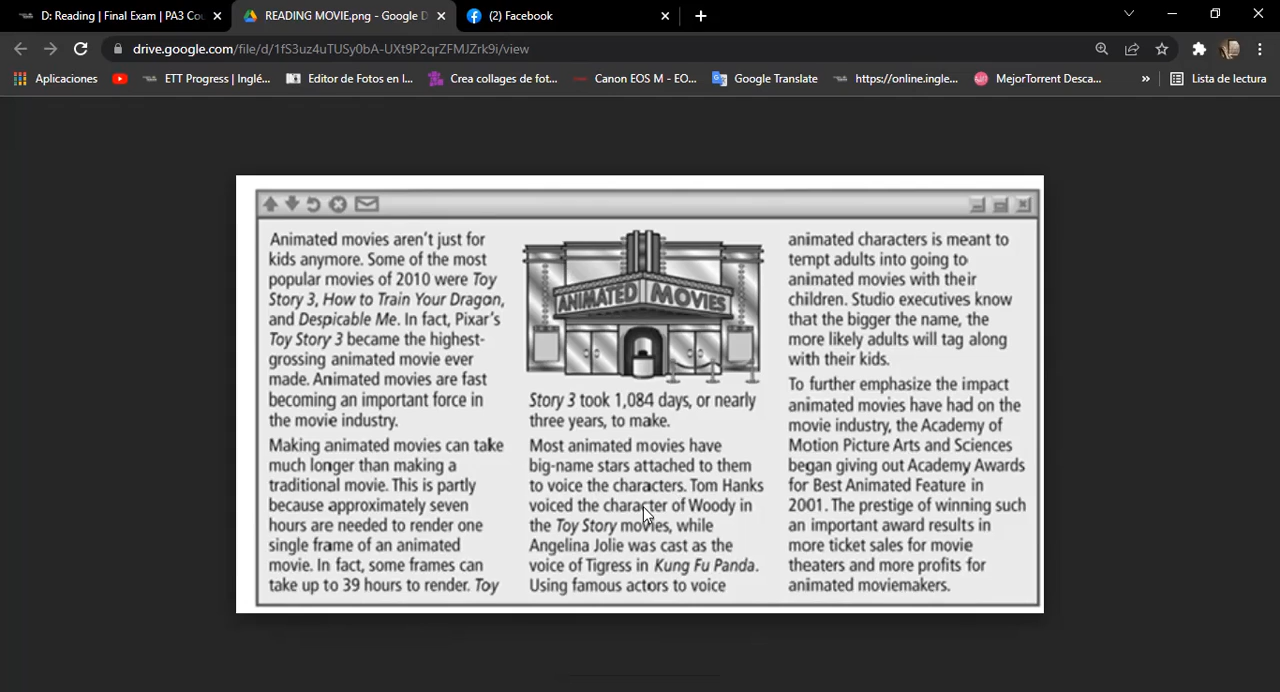 D: Reading | Final Exam | PA3 Cou
READING MOVIE.png - Google D
(2) Facebook
drive.google.com/file/d/1fS3uz4uTUSy0bA-UXt9P2qrZFMJZrk9i/view
Aplicaciones
ETT Progress | Inglé...
Editor de Fotos en l...
Crea collages de fot...
Canon EOS M - EO...
Google Translate
https://online.ingle...
MejorTorrent Desca...
»
Lista de lectura
Animated movies aren't just for
kids anymore. Some of the most
popular movies of 2010 were Toy
Story 3, How to Train Your Dragon,
and Despicable Me. In fact, Pixar's
Toy Story 3 became the highest-
grossing animated movie ever
made. Animated movies are fast
becoming an important force in
the movie industry.
Making animated movies can take
much longer than making a
traditional movie. This is partly
because approximately seven
hours are needed to render one
single frame of an animated
movie. In fact, some frames can
take up to 39 hours to render. Toy
ANIMATED MOVIES
Story 3 took 1,084 days, or nearly
three years, to make.
Most animated movies have
big-name stars attached to them
to voice the characters. Tom Hanks
voiced the character of Woody in
the Toy Story movies, while
Angelina Jolie was cast as the
voice of Tigress in Kung Fu Panda.
Using famous actors to voice
animated characters is meant to
tempt adults into going to
animated movies with their
children. Studio executives know
that the bigger the name, the
more likely adults will tag along
with their kids.
To further emphasize the impact
animated movies have had on the
movie industry, the Academy of
Motion Picture Arts and Sciences
began giving out Academy Awards
for Best Animated Feature in
2001. The prestige of winning such
an important award results in
more ticket sales for movie
theaters and more profits for
animated moviemakers.